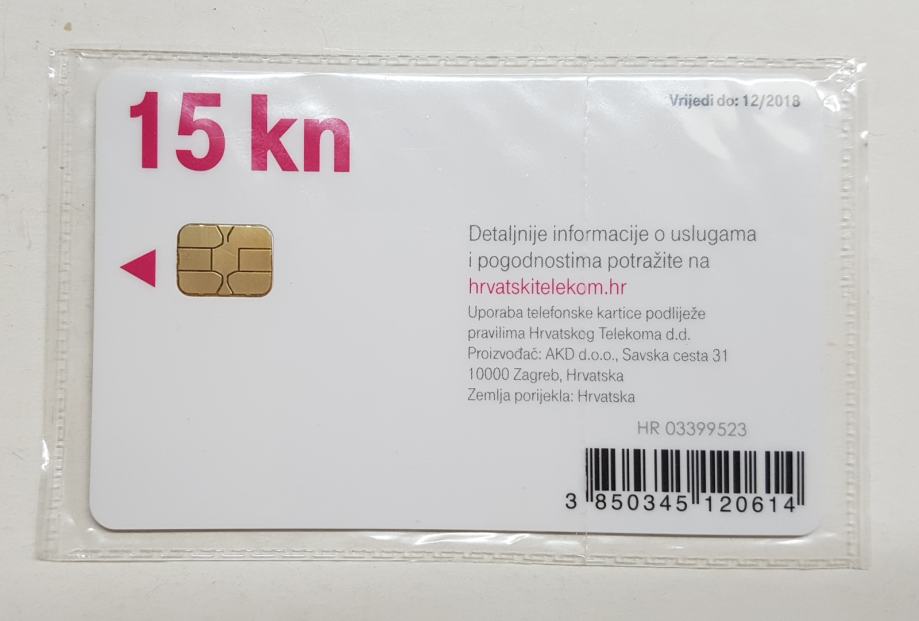 15 kn
Vrijedi do: 12/2018
Detaljnije informacije o uslugama
i pogodnostima potražite na
hrvatskitelekom.hr
Uporaba telefonske kartice podliježe
pravilima Hrvatskog Telekoma d.d.
Proizvođač: AKD d.o.o., Savska cesta 31
10000 Zagreb, Hrvatska
Zemlja porijekla: Hrvatska
HR 03399523
3 850345 120614